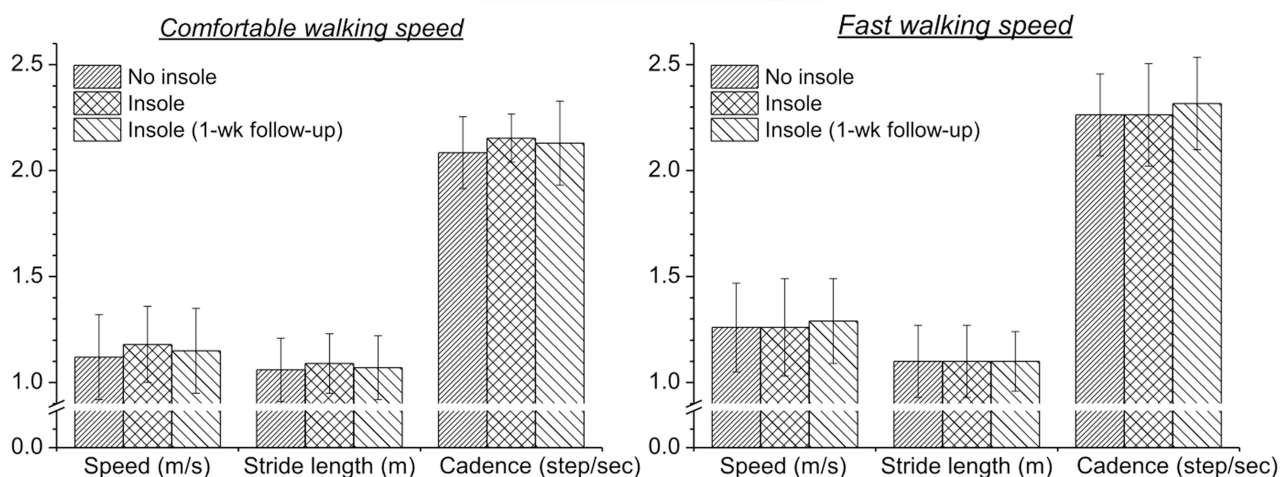 Comfortable walking speed
2.5
2.0
1.5
1.0
0.0
No insole
Insole
Insole (1-wk follow-up)
Speed (m/s)
Stride length (m)
Cadence (step/sec)
Fast walking speed
2.5
2.0
1.5
1.0
0.0
No insole
Insole
Insole (1-wk follow-up)
Speed (m/s)
Stride length (m)
Cadence (step/sec)